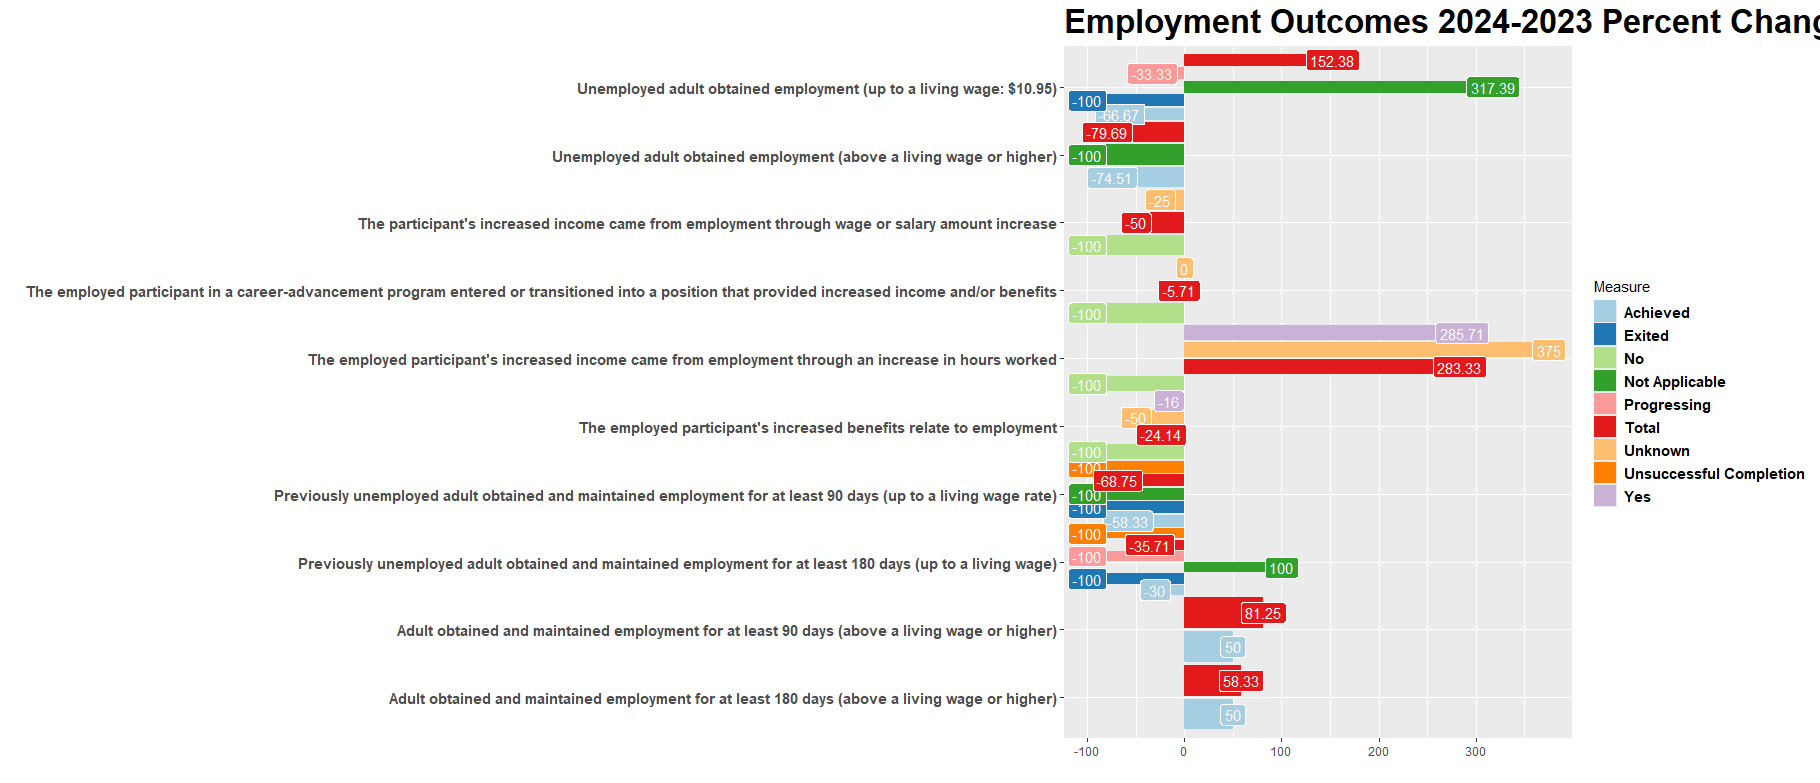 Employment Outcomes 2024-2023 Percent Chang
152.38
-33.33
Unemployed adult obtained employment (up to a living wage: $10.95)
317.39
-100
-66.67
-79.69
Unemployed adult obtained employment (above a living wage or higher)
-100
-74.51
-25
The participant's increased income came from employment through wage or salary amount increase
-50
-100
0
The employed participant in a career-advancement program entered or transitioned into a position that provided increased income and/or benefits
-5.71
-100
285.71
The employed participant's increased income came from employment through an increase in hours worked
375
283.33
-100
-16
-50
The employed participant's increased benefits relate to employment
-24.14
-100
-100
-68.75
Previously unemployed adult obtained and maintained employment for at least 90 days (up to a living wage rate)
-100
-100
-58.33
-100
-35.71
-100
Previously unemployed adult obtained and maintained employment for at least 180 days (up to a living wage)
100
-100
-30
81.25
Adult obtained and maintained employment for at least 90 days (above a living wage or higher)
50
58.33
Adult obtained and maintained employment for at least 180 days (above a living wage or higher)
50
-100 0 100 200 300
Measure
Achieved
Exited
No
Not Applicable
Progressing
Total
Unknown
Unsuccessful Completion
Yes